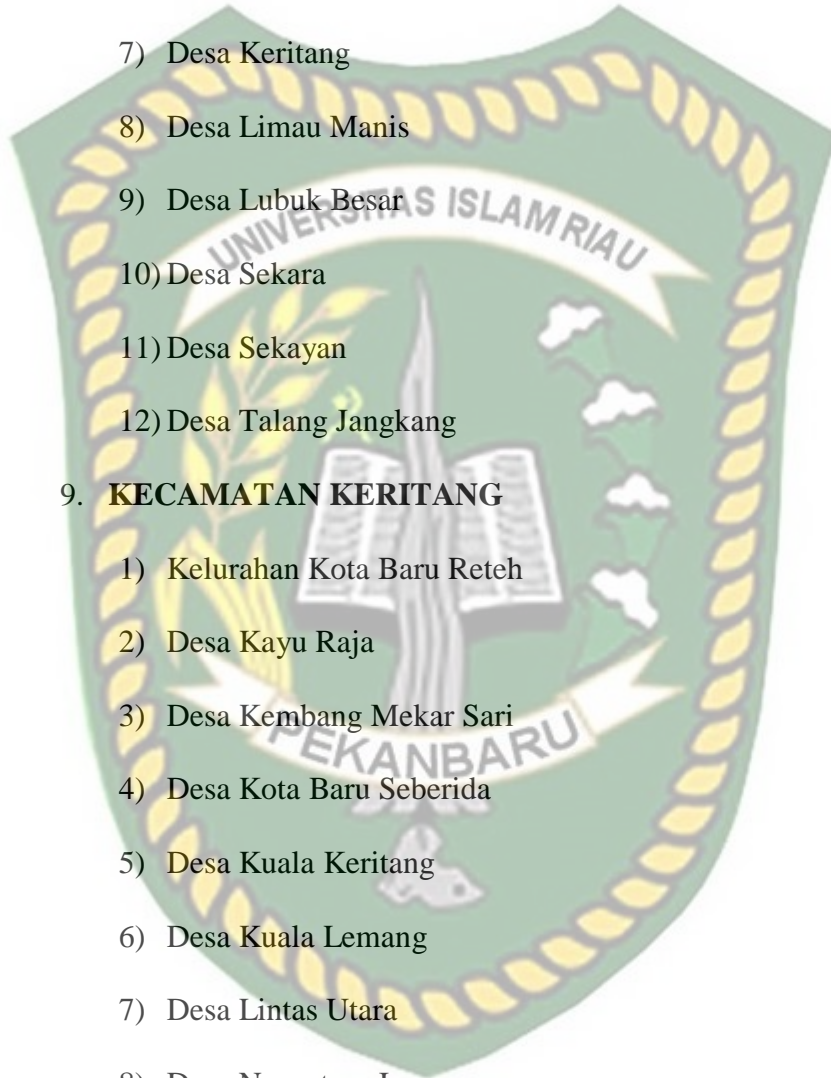 7) Desa Keritang
8) Desa Limau Manis
9) Desa Lubuk Besar
UNIVERSITAS ISLAM RIAU
10) Desa Sekara
11) Desa Sekayan
12) Desa Talang Jangkang
9. KECAMATAN KERITANG
1) Kelurahan Kota Baru Reteh
2) Desa Kayu Raja
3) Desa Kembang Mekar Sari
PEKANBARU
4) Desa Kota Baru Seberida
5) Desa Kuala Keritang
6) Desa Kuala Lemang
7) Desa Lintas Utara
8) Desa